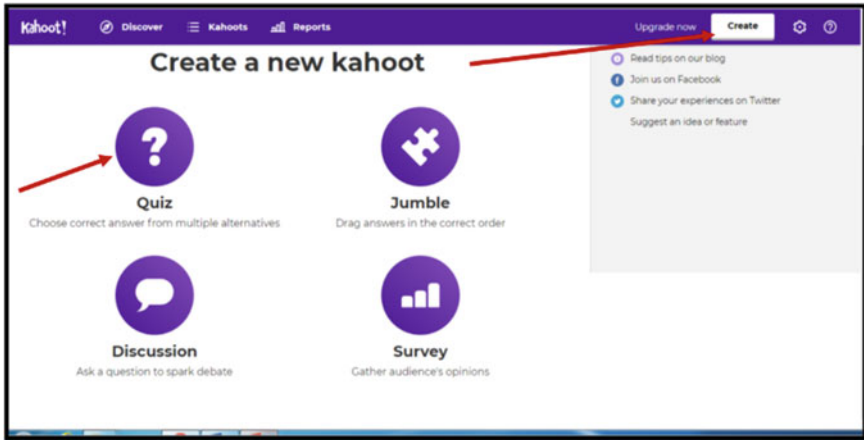 Kahoot! Discover Kahoots Reports Upgrade now Create
Create a new kahoot
Read tips on our blog
Join us on Facebook
Share your experiences on Twitter
Suggest an idea or feature
Quiz
Choose correct answer from multiple alternatives
Jumble
Drag answers in the correct order
Discussion
Ask a question to spark debate
Survey
Gather audience's opinions